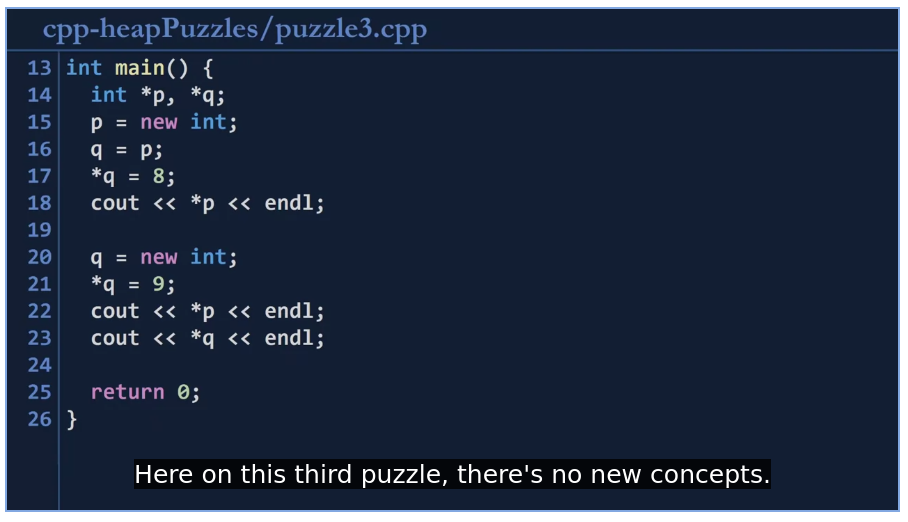 cpp-heapPuzzles/puzzle3.cpp
13 int main() {
14   int *p, *q;
15   p = new int;
16   q = p;
17   *q = 8;
18   cout << *p << endl;
19
20   q = new int;
21   *q = 9;
22   cout << *p << endl;
23   cout << *q << endl;
24
25   return 0;
26 }
Here on this third puzzle, there's no new concepts.